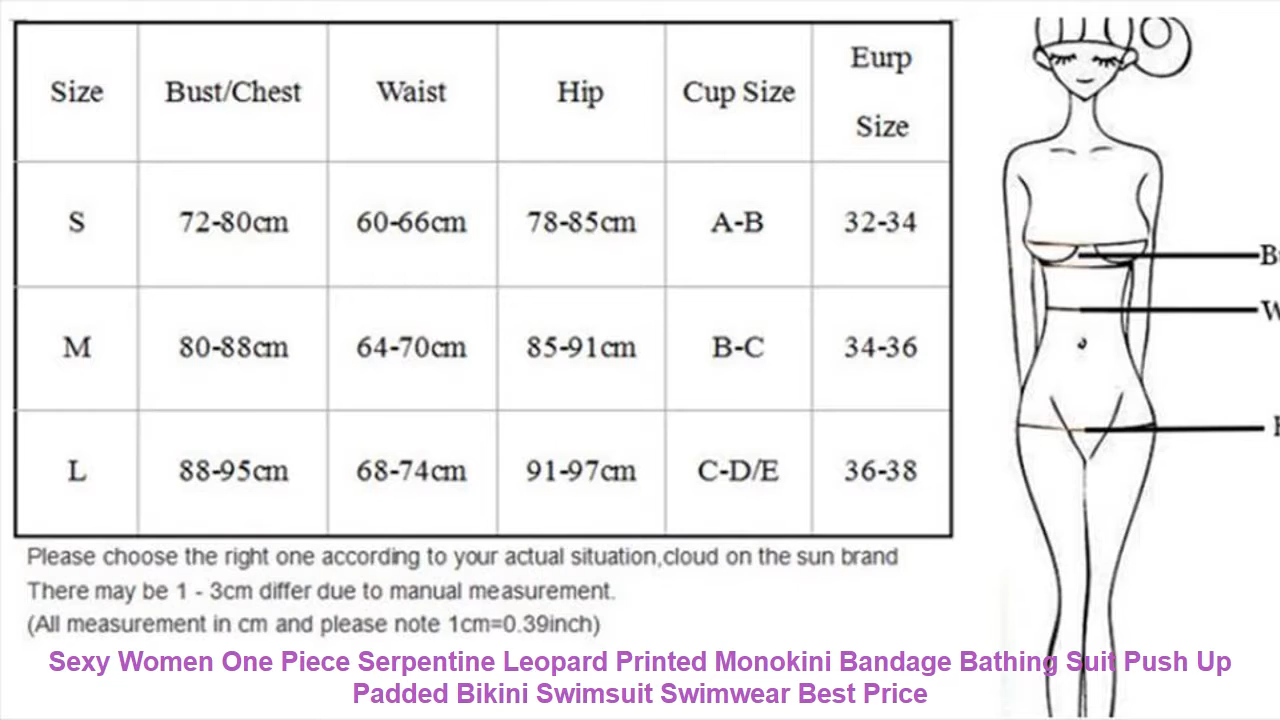 Size Bust/Chest Waist Hip Cup Size Eurp Size
S 72-80cm 60-66cm 78-85cm A-B 32-34
M 80-88cm 64-70cm 85-91cm B-C 34-36
L 88-95cm 68-74cm 91-97cm C-D/E 36-38
Please choose the right one according to your actual situation,cloud on the sun brand
There may be 1 - 3cm differ due to manual measurement.
(All measurement in cm and please note 1cm=0.39inch)
Sexy Women One Piece Serpentine Leopard Printed Monokini Bandage Bathing Suit Push Up
Padded Bikini Swimsuit Swimwear Best Price